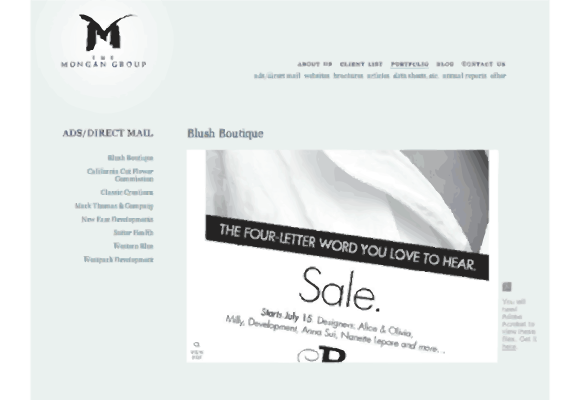 THE
MONGAN GROUP
ABOUT US CLIENT LIST PORTFOLIO BLOG CONTACT US
ads/direct mail websites brochures articles data sheets, etc. annual reports other
ADS/DIRECT MAIL
Blush Boutique
Blush Boutique
California Cut Flower
Commission
Classic Creations
Mark Thomas & Company
New Faze Development
Sutter Health
Western Blue
Westpark Development
THE FOUR-LETTER WORD YOU LOVE TO HEAR.
Sale.
Starts July 15 Designers: Alice & Olivia,
Milly, Development, Anna Sui, Nanette Lepore and more. . .
B
VIEW
PDF
You will
need
Adobe
Acrobat to
view these
files. Get it
here